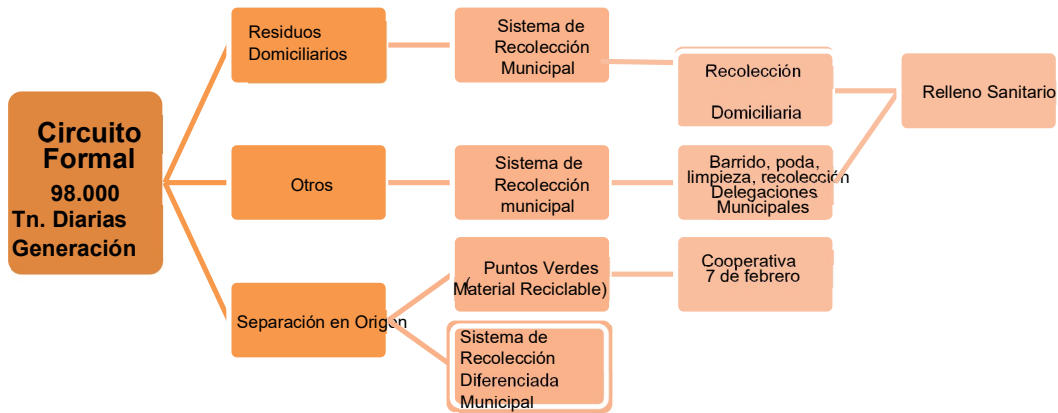 Circuito
Formal
98.000
Tn. Diarias
Generación
Residuos
Domiciliarios
Sistema de
Recolección
Municipal
Recolección
Domiciliaria
Relleno Sanitario
Otros
Sistema de
Recolección
municipal
Barrido, poda,
limpieza, recolección
Delegaciones
Municipales
Separación en Origen
Puntos Verdes
(Material Reciclable)
Cooperativa
7 de febrero
Sistema de
Recolección
Diferenciada
Municipal